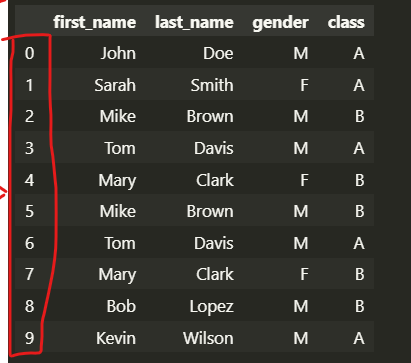 first_name last_name gender class
0 John Doe M A
1 Sarah Smith F A
2 Mike Brown M B
3 Tom Davis M A
4 Mary Clark F B
5 Mike Brown M B
6 Tom Davis M A
7 Mary Clark F B
8 Bob Lopez M B
9 Kevin Wilson M A